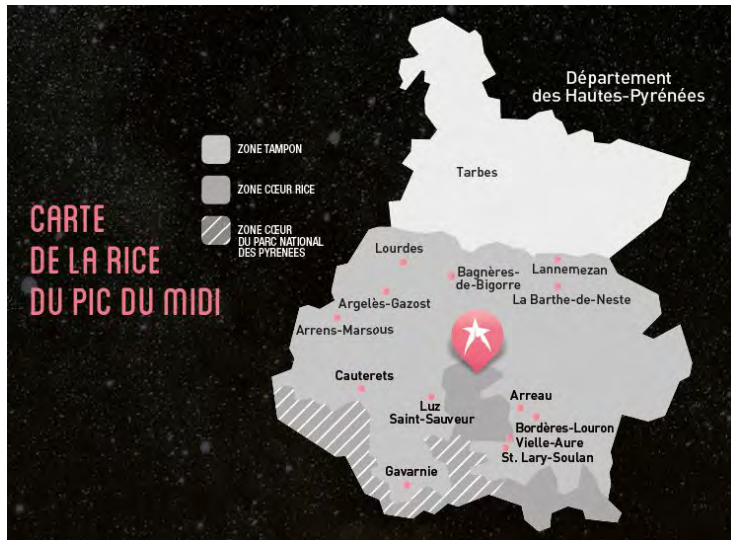 Département
des Hautes-Pyrénées
ZONE TAMPON
ZONE CŒUR RICE
ZONE CŒUR
DU PARC NATIONAL
DES PYRENEES
CARTE
DE LA RICE
DU PIC DU MIDI
Tarbes
Lourdes
Bagnères-
de-Bigorre
Lannemezan
La Barthe-de-Neste
Argelès-Gazost
Arrens-Marsous
Cauterets
Luz
Saint-Sauveur
Arreau
Bordères-Louron
Vielle-Aure
St. Lary-Soulan
Gavarnie